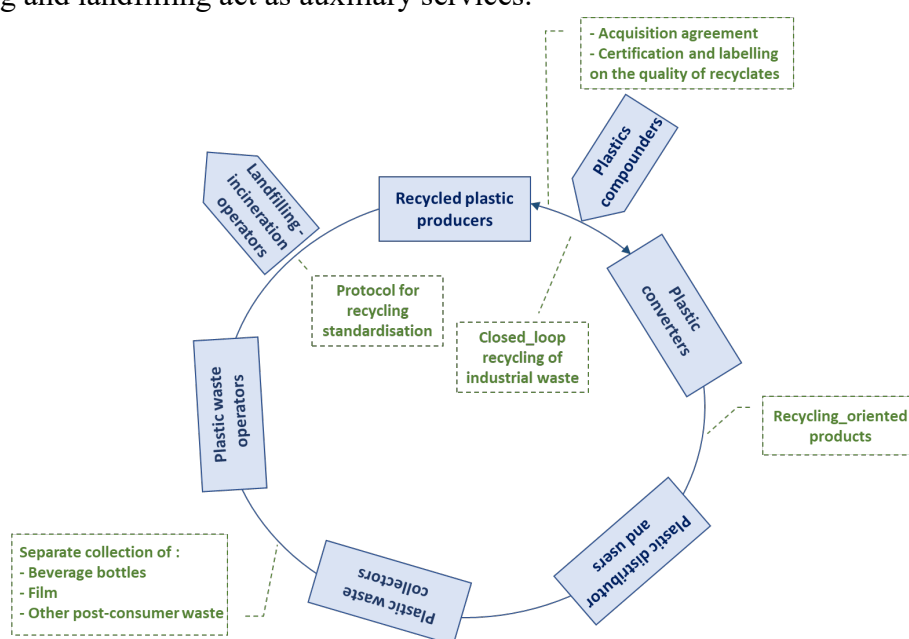 g and landfilling act as auxiliary services.
- Acquisition agreement
- Certification and labelling
on the quality of recyclates
Plastics
compounders
Landfilling -
incineration
operators
Recycled plastic
producers
Protocol for
recycling
standardisation
Closed_loop
recycling of
industrial waste
Plastic
converters
Plastic waste
operators
Recycling_oriented
products
Plastic distributor
and users
Separate collection of :
- Beverage bottles
- Film
- Other post-consumer waste
Plastic waste
collectors